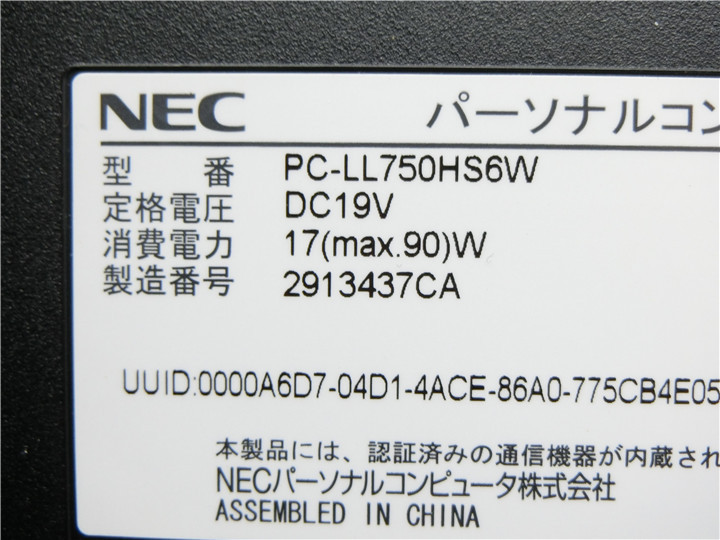 NEC パーソナルコン
型 番 PC-LL750HS6W
定格電圧 DC19V
消費電力 17(max.90)W
製造番号 2913437CA
UUID:0000A6D7-04D1-4ACE-86A0-775CB4E05
本製品には、認証済みの通信機器が内蔵され
NECパーソナルコンピュータ株式会社
ASSEMBLED IN CHINA